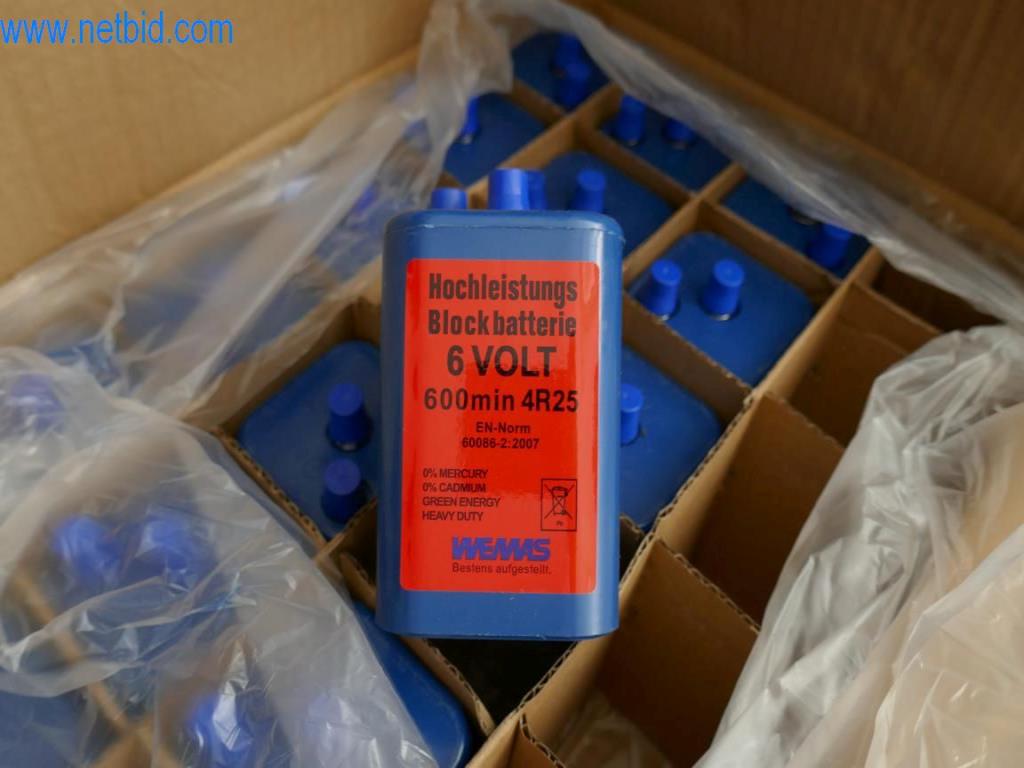 www.netbid.com
Hochleistungs
Blockbatterie
6 VOLT
600min 4R25
EN-Norm
60086-2:2007
0% MERCURY
0% CADMIUM
GREEN ENERGY
HEAVY DUTY
Pb
WEMAS
Bestens aufgestellt.